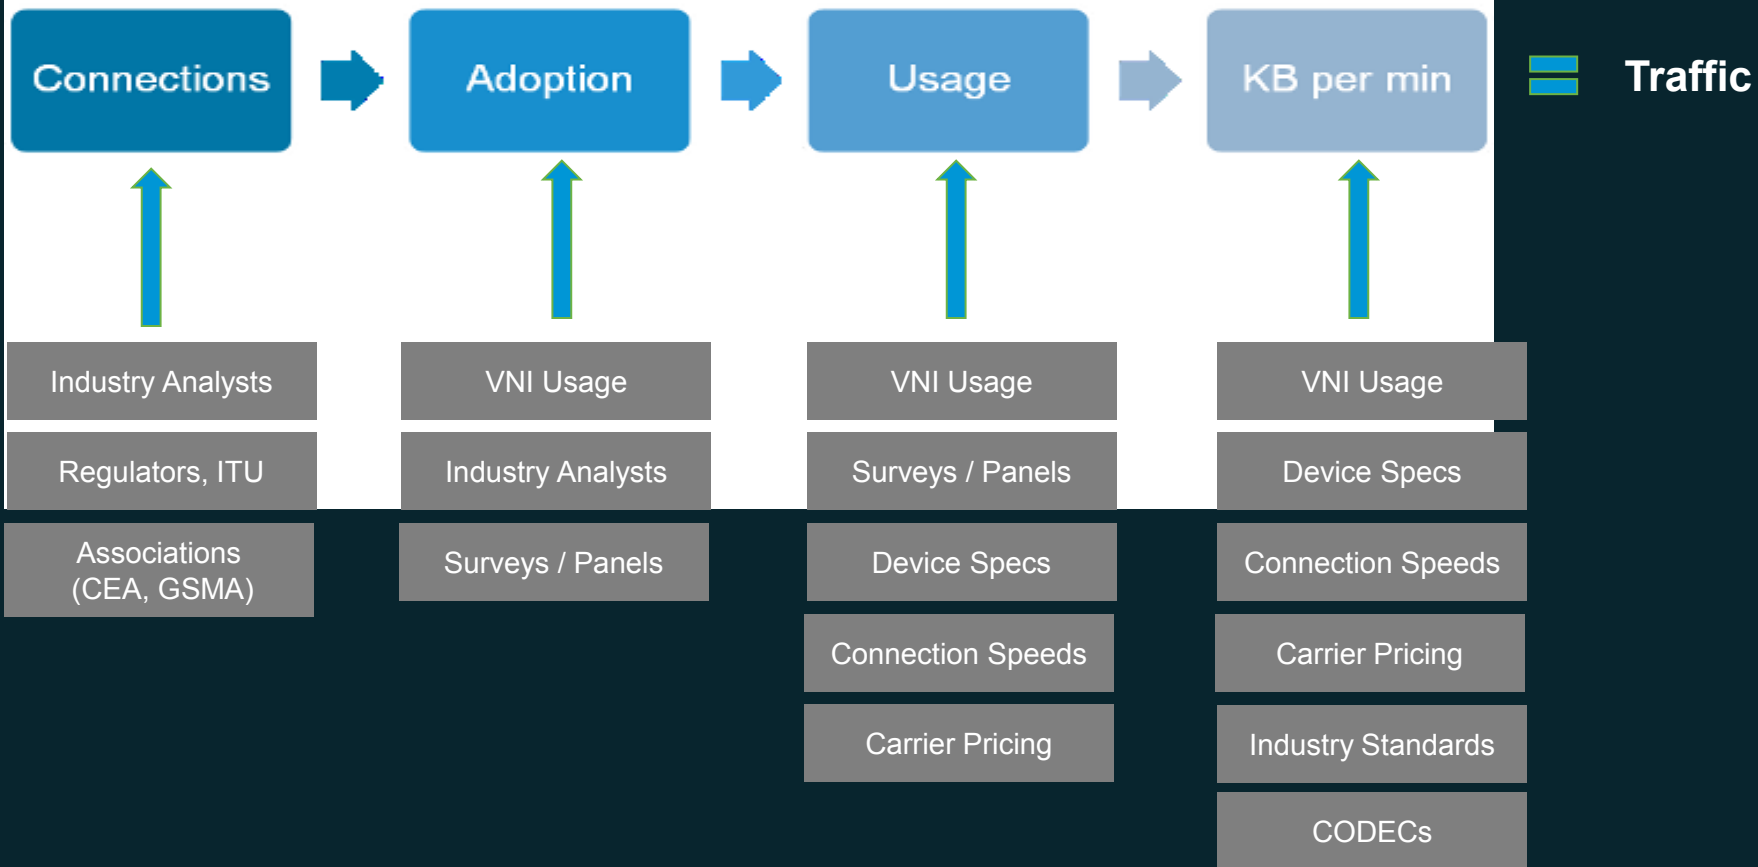 Connections
Adoption
Usage
KB per min
Traffic
Industry Analysts
Regulators, ITU
Associations
(CEA, GSMA)
VNI Usage
Industry Analysts
Surveys / Panels
VNI Usage
Surveys / Panels
Device Specs
Connection Speeds
Carrier Pricing
VNI Usage
Device Specs
Connection Speeds
Carrier Pricing
Industry Standards
CODECs